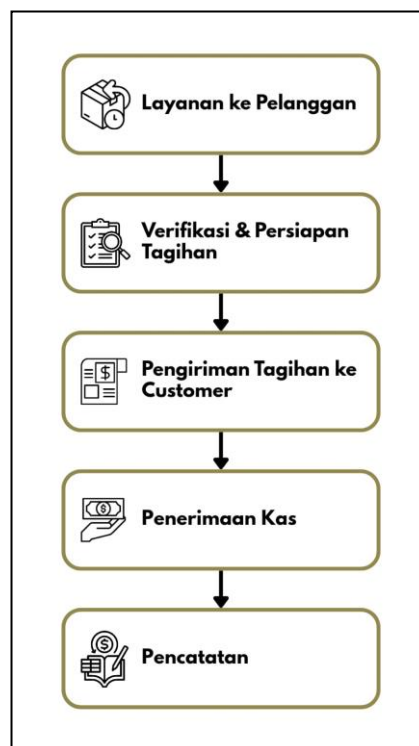 Layanan ke Pelanggan
Verifikasi & Persiapan
Tagihan
Pengiriman Tagihan ke
Customer
Penerimaan Kas
Pencatatan